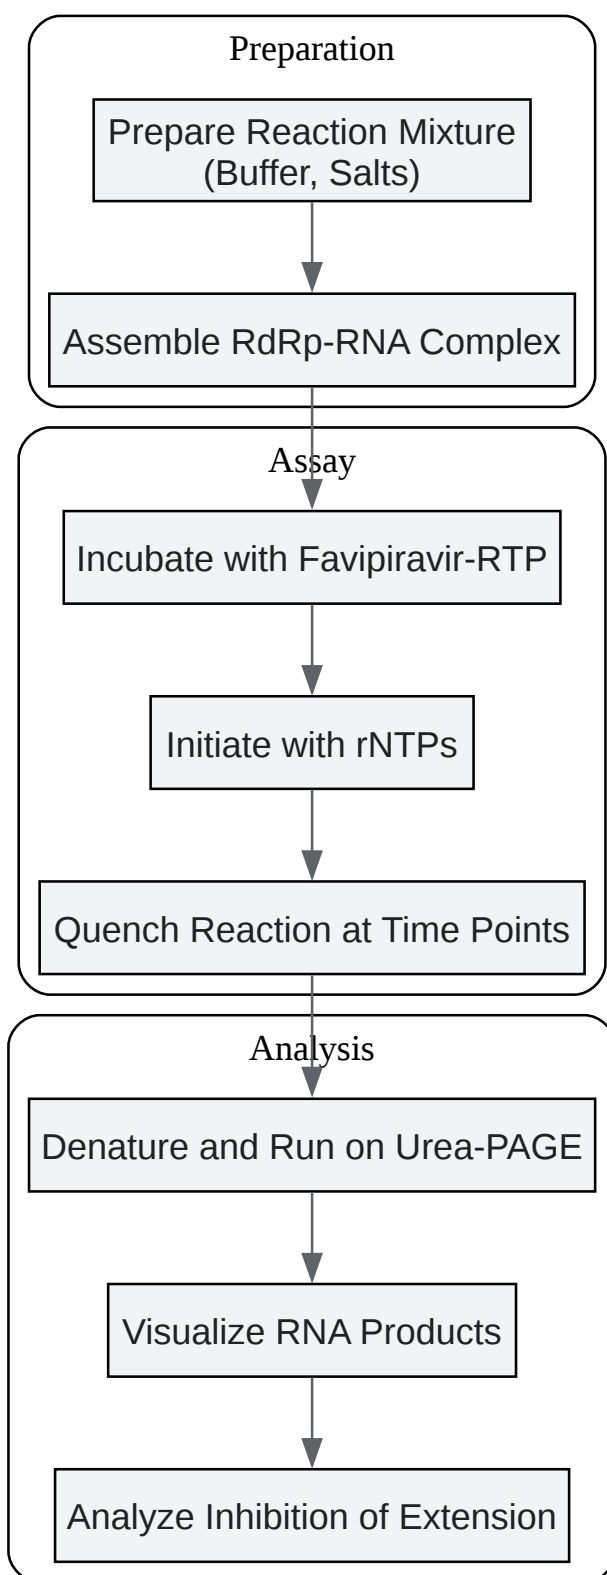 Preparation
Prepare Reaction Mixture
(Buffer, Salts)
Assemble RdRp-RNA Complex
Assay
Incubate with Favipiravir-RTP
Initiate with rNTPs
Quench Reaction at Time Points
Analysis
Denature and Run on Urea-PAGE
Visualize RNA Products
Analyze Inhibition of Extension